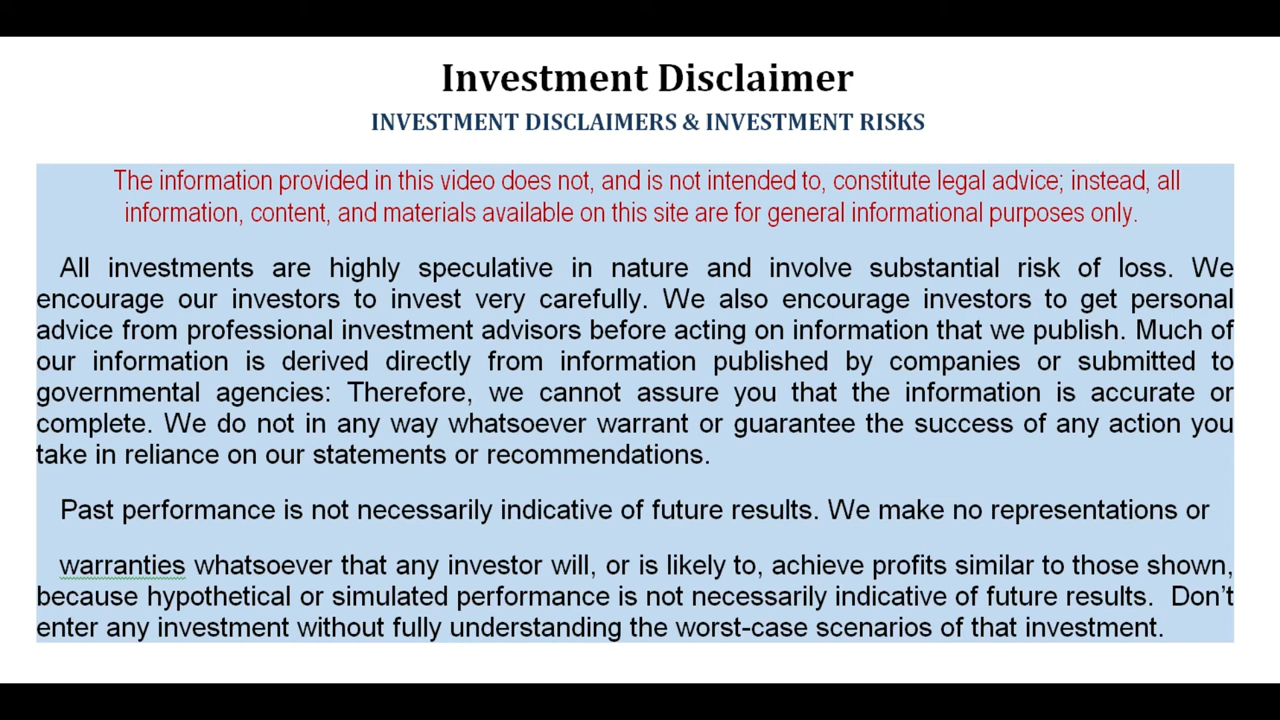 Investment Disclaimer
INVESTMENT DISCLAIMERS & INVESTMENT RISKS
The information provided in this video does not, and is not intended to, constitute legal advice; instead, all
information, content, and materials available on this site are for general informational purposes only.
All investments are highly speculative in nature and involve substantial risk of loss. We
encourage our investors to invest very carefully. We also encourage investors to get personal
advice from professional investment advisors before acting on information that we publish. Much of
our information is derived directly from information published by companies or submitted to
governmental agencies: Therefore, we cannot assure you that the information is accurate or
complete. We do not in any way whatsoever warrant or guarantee the success of any action you
take in reliance on our statements or recommendations.
Past performance is not necessarily indicative of future results. We make no representations or
warranties whatsoever that any investor will, or is likely to, achieve profits similar to those shown,
because hypothetical or simulated performance is not necessarily indicative of future results.  Don’t
enter any investment without fully understanding the worst-case scenarios of that investment.